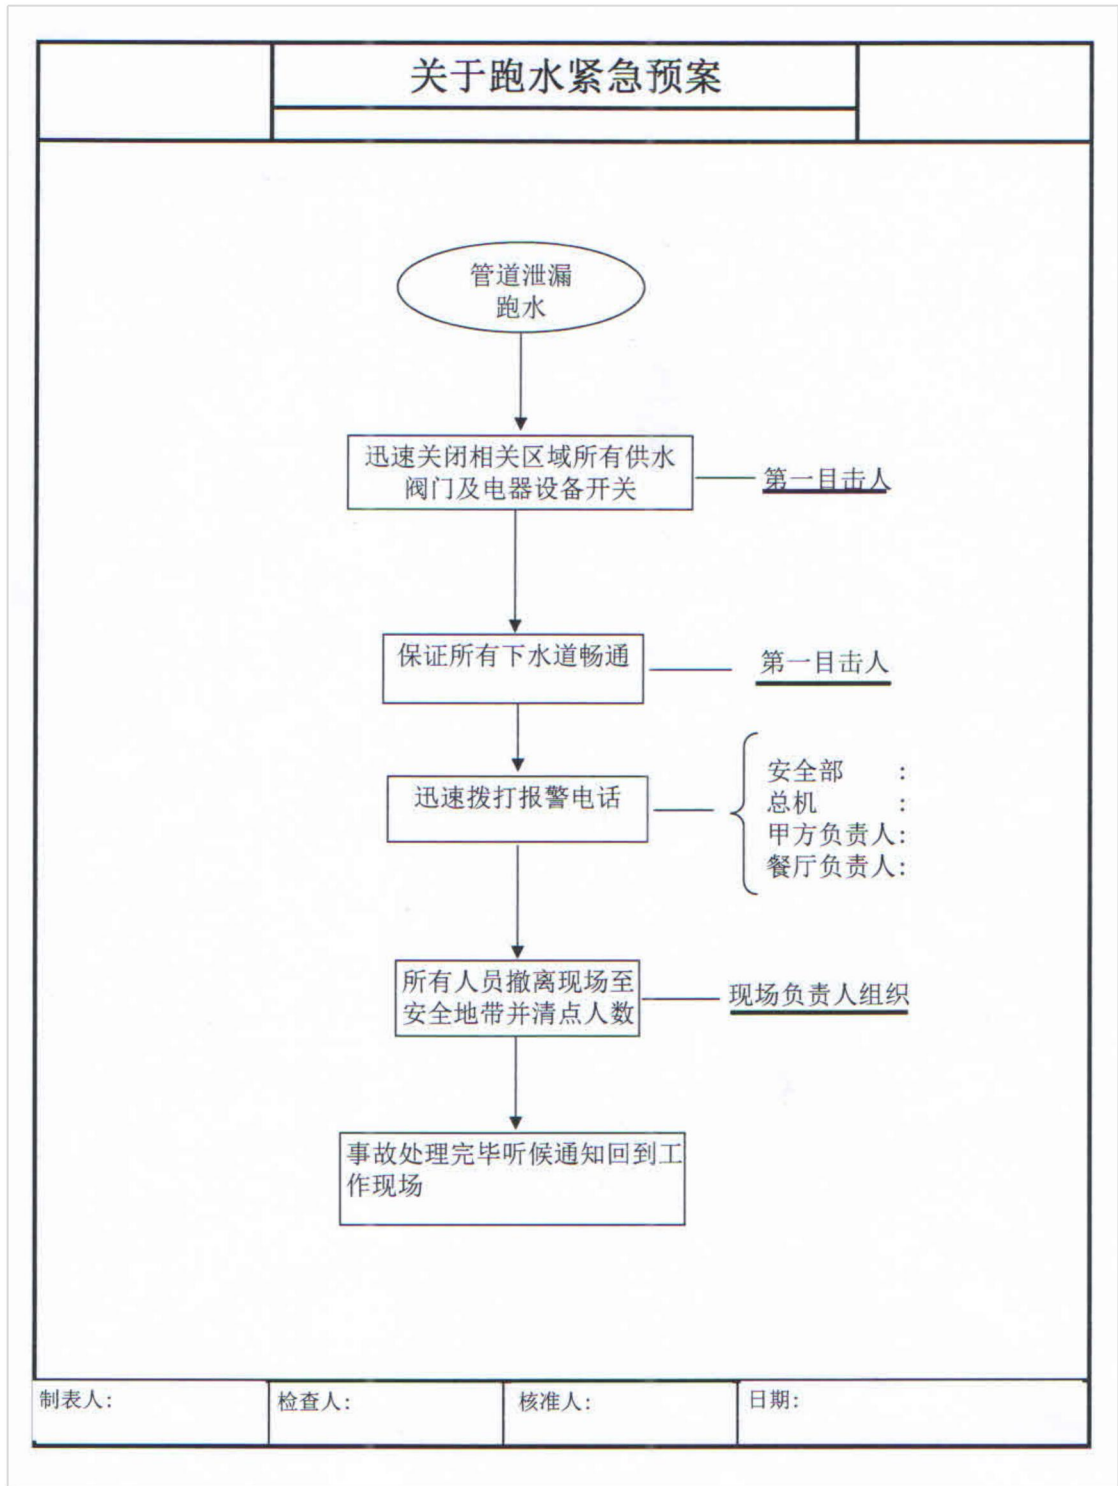 关于跑水紧急预案
管道泄漏
跑水
迅速关闭相关区域所有供水
阀门及电器设备开关
第一目击人
保证所有下水道畅通
第一目击人
迅速拨打报警电话
安全部 :
总机 :
甲方负责人:
餐厅负责人:
所有人员撤离现场至
安全地带并清点人数
现场负责人组织
事故处理完毕听候通知回到工
作现场
制表人:
检查人:
核准人:
日期: